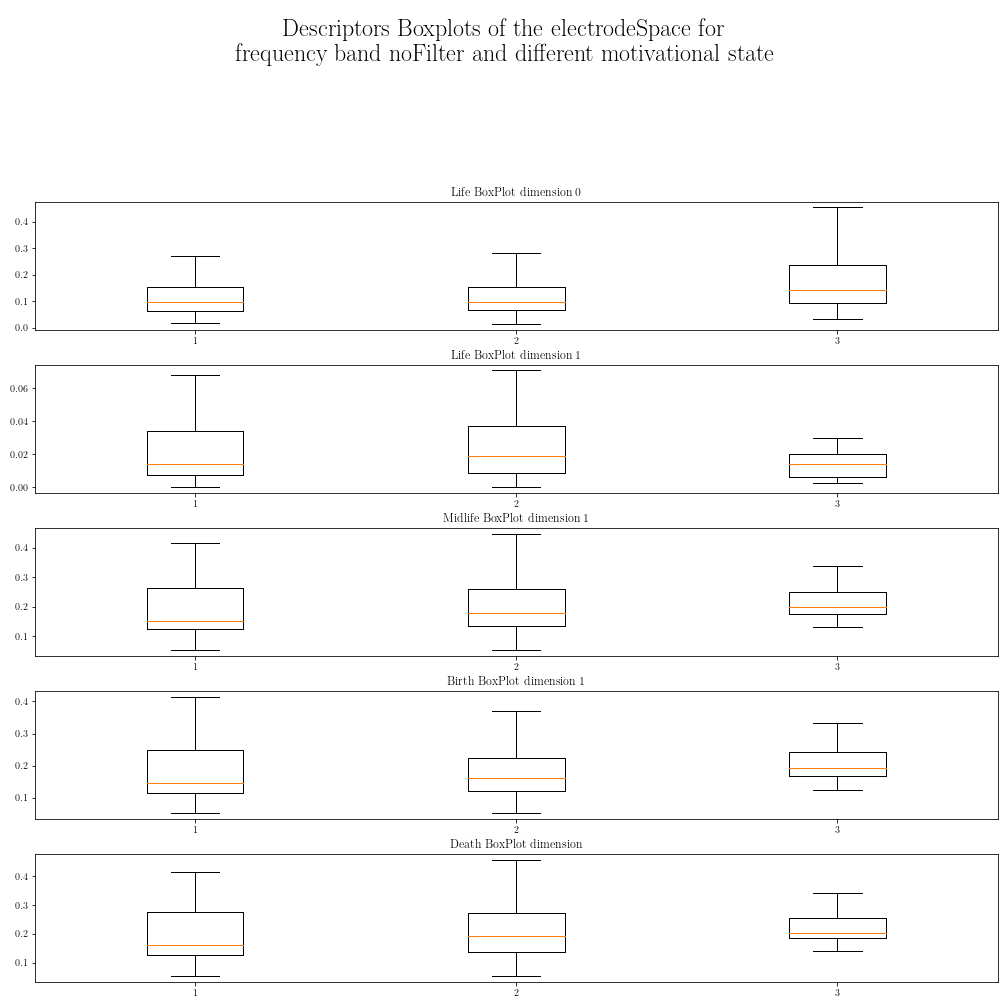 Descriptors Boxplots of the electrodeSpace for
frequency band noFilter and different motivational state
Life BoxPlot dimension 0
0.4
0.3
0.2
0.1
0.0
1 2 3
Life BoxPlot dimension 1
0.06
0.04
0.02
0.00
1 2 3
Midlife BoxPlot dimension 1
0.4
0.3
0.2
0.1
1 2 3
Birth BoxPlot dimension 1
0.4
0.3
0.2
0.1
1 2 3
Death BoxPlot dimension
0.4
0.3
0.2
0.1
1 2 3